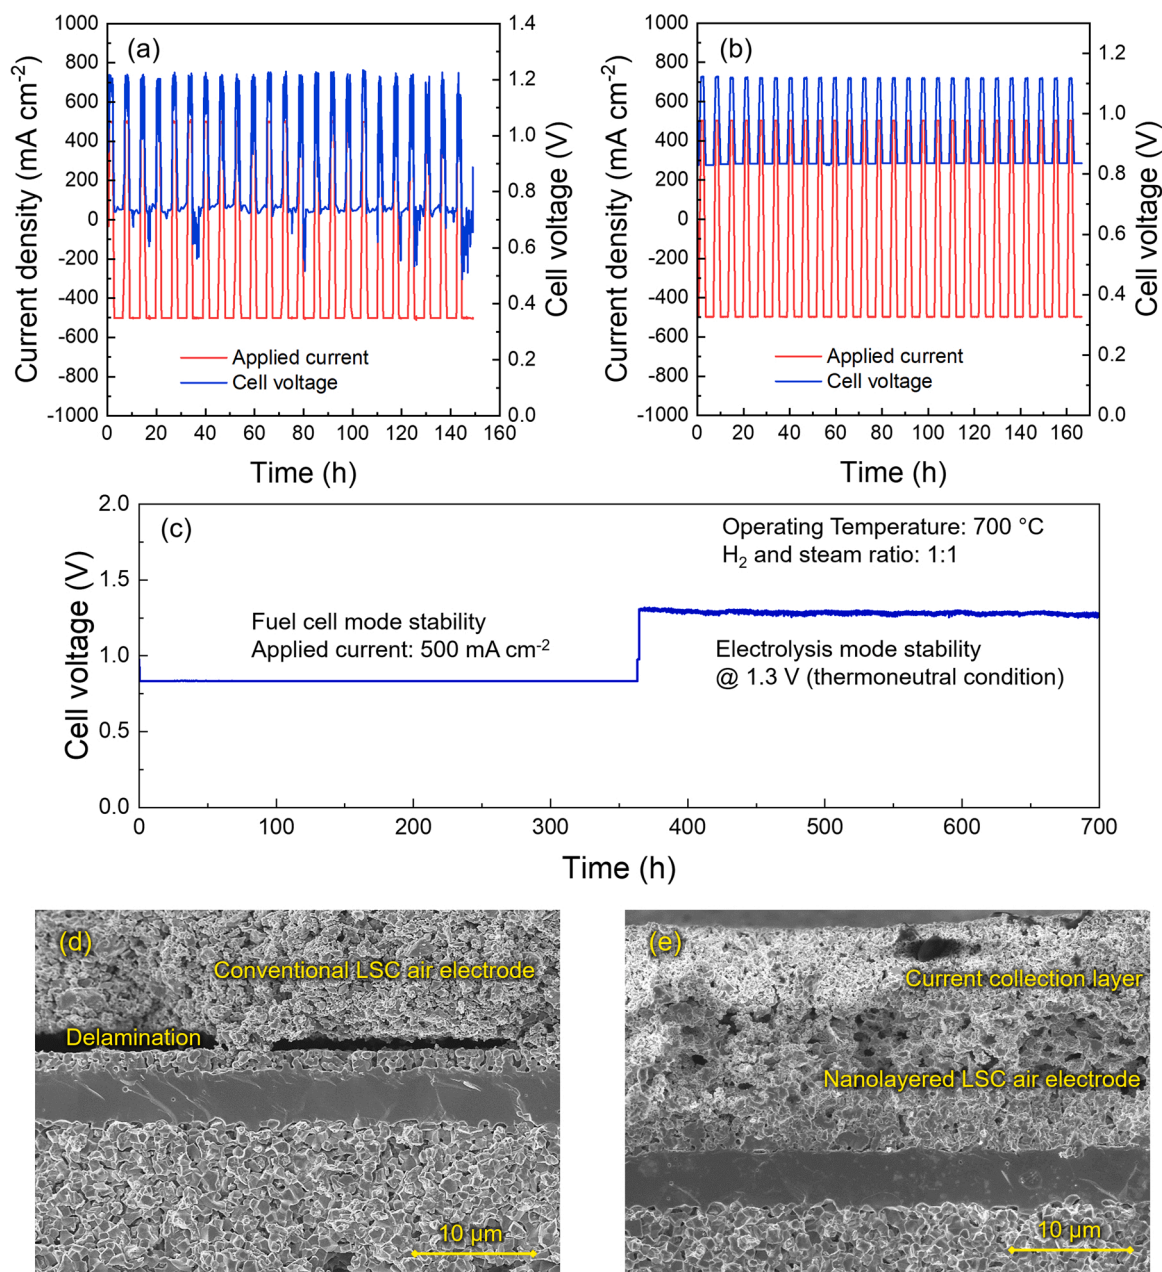 (a)
1000
800
600
400
200
0
-200
-400
-600
-800
-1000
Current density (mA cm-2)
1.4
1.2
1.0
0.8
0.6
0.4
0.2
0.0
Cell voltage (V)
Applied current
Cell voltage
0 20 40 60 80 100 120 140 160
Time (h)
(b)
1000
800
600
400
200
0
-200
-400
-600
-800
-1000
Current density (mA cm-2)
1.2
1.0
0.8
0.6
0.4
0.2
0.0
Cell voltage (V)
Applied current
Cell voltage
0 20 40 60 80 100 120 140 160
Time (h)
(c)
2.0
1.5
1.0
0.5
0.0
Cell voltage (V)
Operating Temperature: 700 °C
H2 and steam ratio: 1:1
Fuel cell mode stability
Applied current: 500 mA cm-2
Electrolysis mode stability
@ 1.3 V (thermoneutral condition)
0 100 200 300 400 500 600 700
Time (h)
(d)
Conventional LSC air electrode
Delamination
10 µm
(e)
Current collection layer
Nanolayered LSC air electrode
10 µm